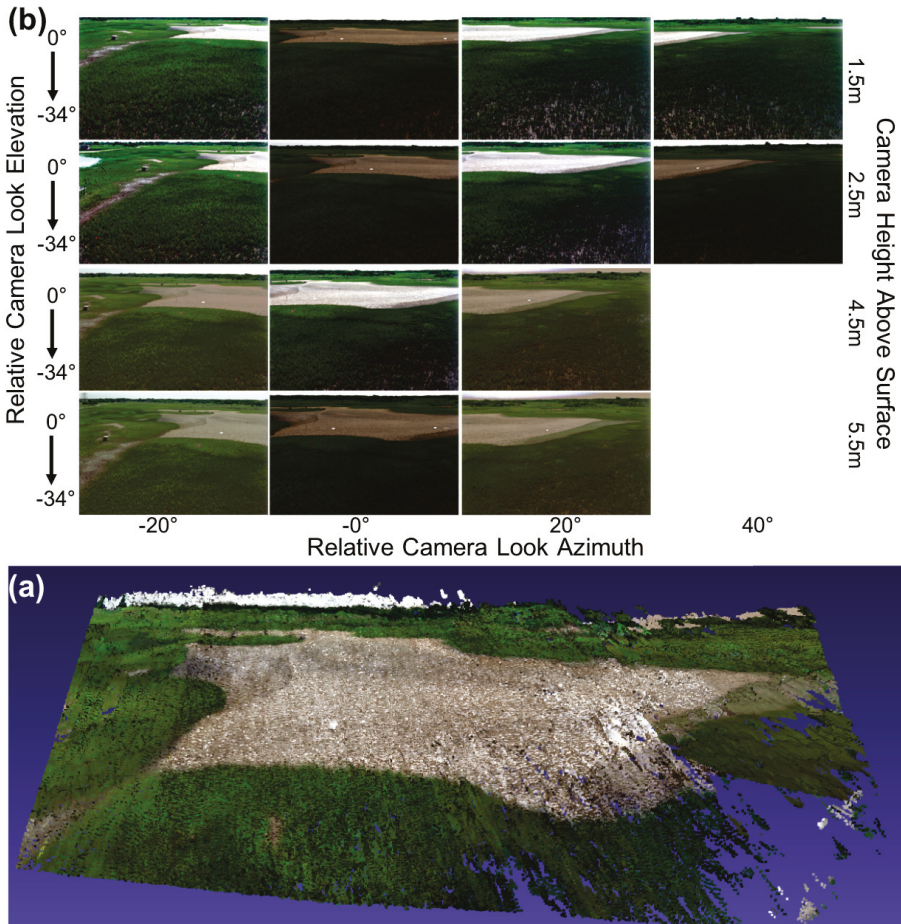 (b)
Relative Camera Look Elevation
0°
-34°
0°
-34°
0°
-34°
0°
-34°
1.5m
2.5m
4.5m
5.5m
Camera Height Above Surface
-20°
-0°
20°
40°
Relative Camera Look Azimuth
(a)